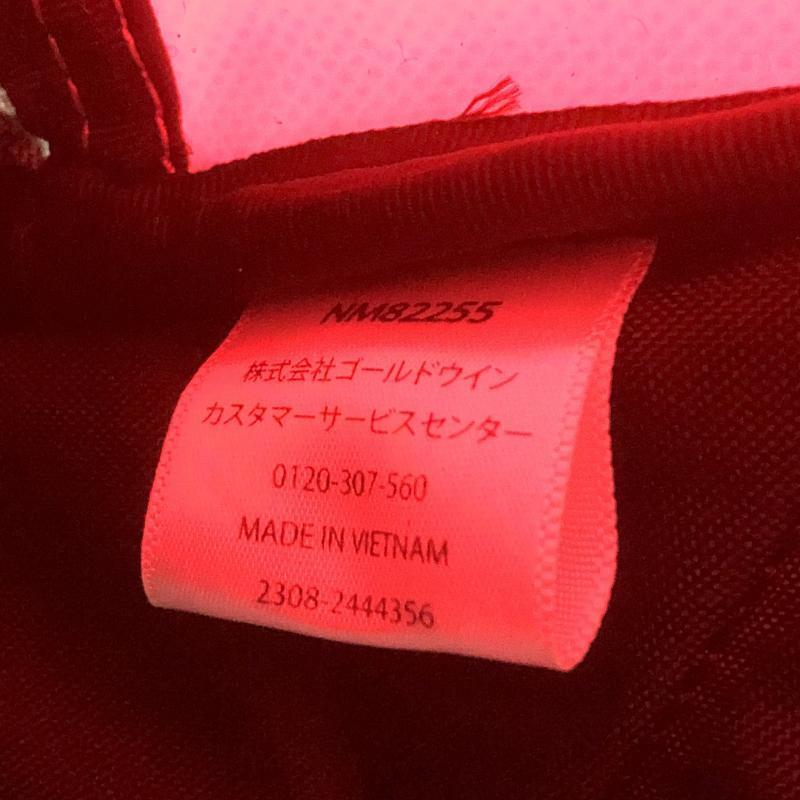 NM82255
株式会社ゴールドウイン
カスタマーサービスセンター
0120-307-560
MADE IN VIETNAM
2308-2444356